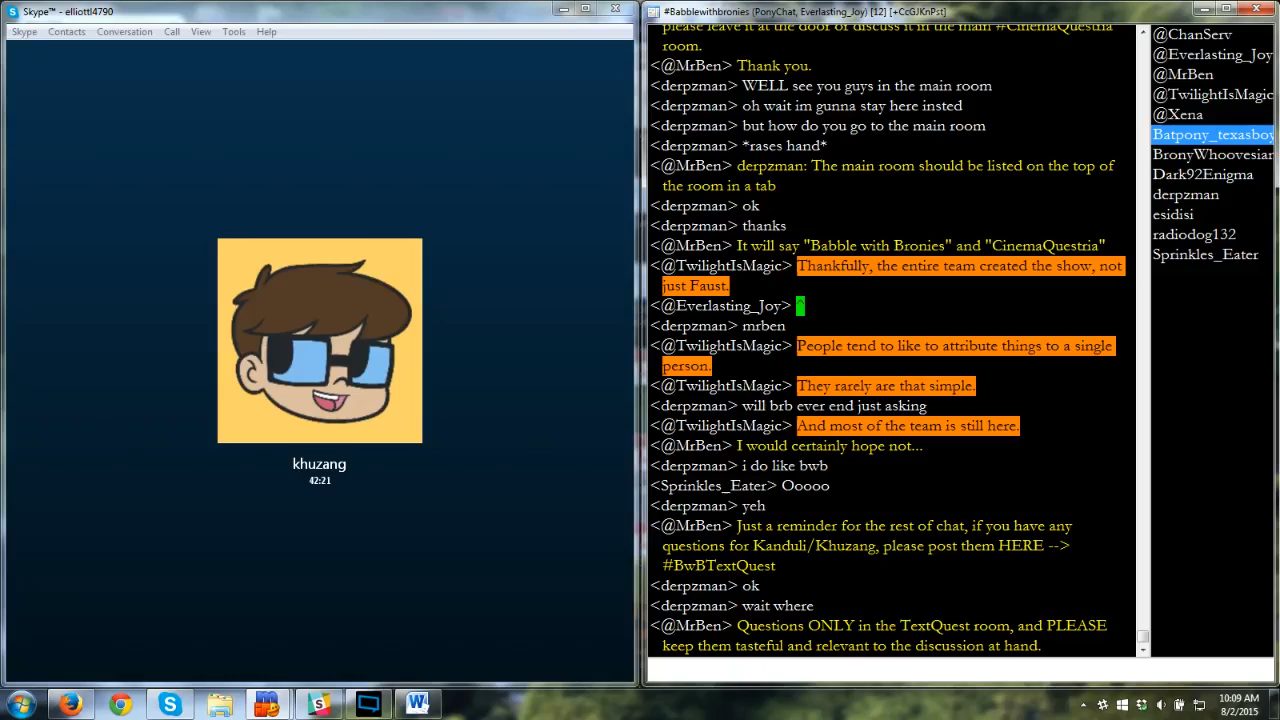 Skype™ - elliottl4790
Skype Contacts Conversation Call View Tools Help
khuzang
42:21
#Babblewithbronies (PonyChat, Everlasting_Joy) [12] [+CcGJKnPst]
please leave it at the door or discuss it in the main #CinemaQuestria
room.
<@MrBen> Thank you.
<derpzman> WELL see you guys in the main room
<derpzman> oh wait im gunna stay here insted
<derpzman> but how do you go to the main room
<derpzman> *rases hand*
<@MrBen> derpzman: The main room should be listed on the top of
the room in a tab
<derpzman> ok
<derpzman> thanks
<@MrBen> It will say "Babble with Bronies" and "CinemaQuestria"
<@TwilightIsMagic> Thankfully, the entire team created the show, not
just Faust.
<@Everlasting_Joy> ^
<derpzman> mrben
<@TwilightIsMagic> People tend to like to attribute things to a single
person.
<@TwilightIsMagic> They rarely are that simple.
<derpzman> will brb ever end just asking
<@TwilightIsMagic> And most of the team is still here.
<@MrBen> I would certainly hope not...
<derpzman> i do like bwb
<Sprinkles_Eater> Ooooo
<derpzman> yeh
<@MrBen> Just a reminder for the rest of chat, if you have any
questions for Kanduli/Khuzang, please post them HERE -->
#BwBTextQuest
<derpzman> ok
<derpzman> wait where
<@MrBen> Questions ONLY in the TextQuest room, and PLEASE
keep them tasteful and relevant to the discussion at hand.
@ChanServ
@Everlasting_Joy
@MrBen
@TwilightIsMagic
@Xena
Batpony_texasboy
BronyWhoovesian
Dark92Enigma
derpzman
esidisi
radiodog132
Sprinkles_Eater
10:09 AM
8/2/2015